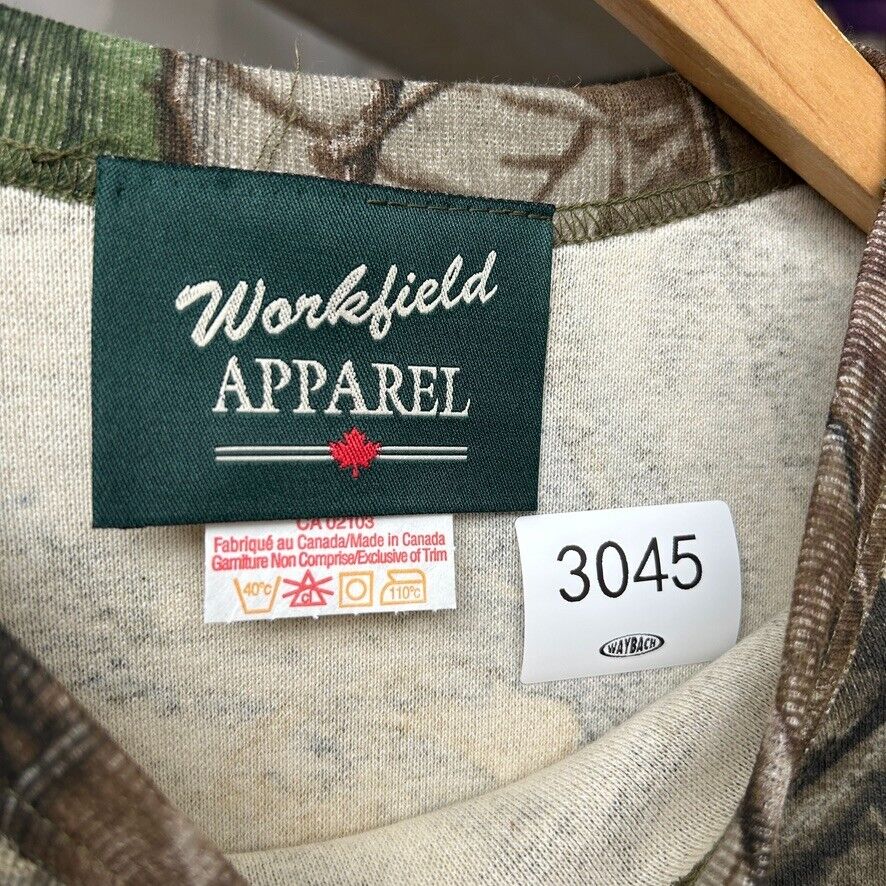 Workfield
APPAREL
CA 02103
Fabriqué au Canada/Made in Canada
Garniture Non Comprise/Exclusive of Trim
40°C
cl
110°C
3045
WAYBACH